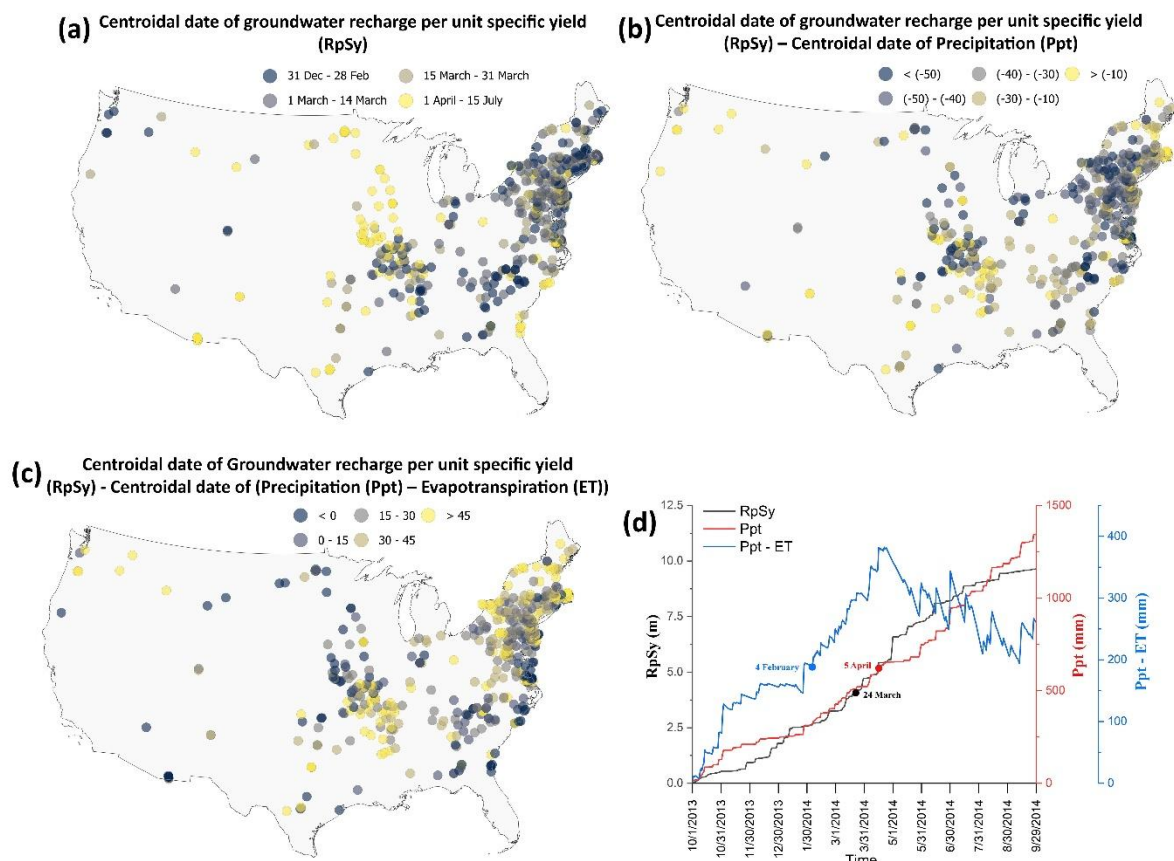 (a)
Centroidal date of groundwater recharge per unit specific yield
(RpSy)
31 Dec - 28 Feb
15 March - 31 March
1 March - 14 March
1 April - 15 July
(b)
Centroidal date of groundwater recharge per unit specific yield
(RpSy) – Centroidal date of Precipitation (Ppt)
< (-50)
(-40) - (-30)
> (-10)
(-50) - (-40)
(-30) - (-10)
(c)
Centroidal date of Groundwater recharge per unit specific yield
(RpSy) - Centroidal date of (Precipitation (Ppt) – Evapotranspiration (ET))
< 0
15 - 30
> 45
0 - 15
30 - 45
(d)
RpSy
Ppt
Ppt - ET
12.5
10.0
7.5
5.0
2.5
0.0
RpSy (m)
4 February
5 April
24 March
1500
1000
500
0
Ppt (mm)
400
300
200
100
0
Ppt - ET (mm)
10/1/2013
10/31/2013
11/30/2013
12/30/2013
1/30/2014
3/1/2014
3/31/2014
5/1/2014
5/31/2014
6/30/2014
7/31/2014
8/30/2014
9/29/2014
Time